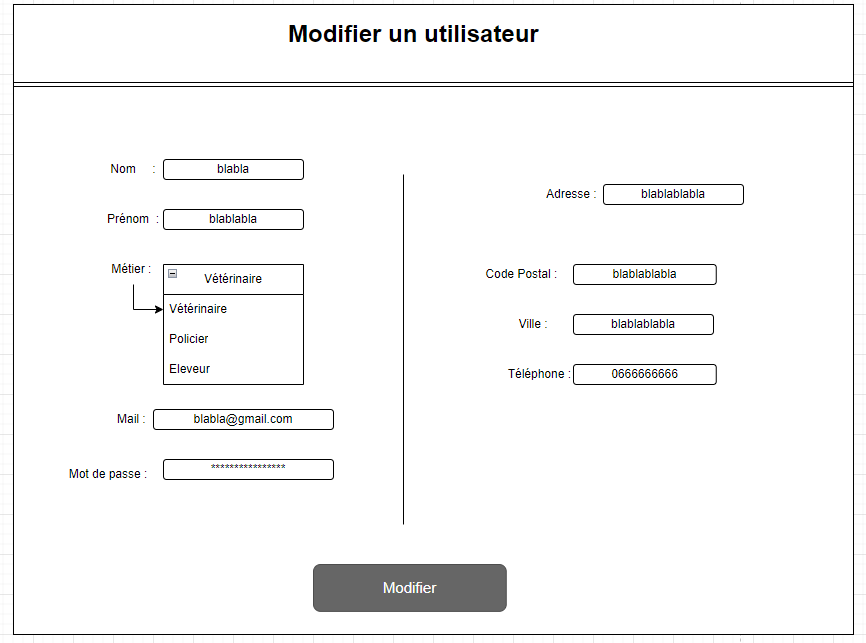 Modifier un utilisateur
Nom : blabla
Prénom : blablabla
Métier : Vétérinaire
Vétérinaire
Policier
Eleveur
Mail : blabla@gmail.com
Mot de passe : ***************
Adresse : blablablabla
Code Postal : blablablabla
Ville : blablablabla
Téléphone : 0666666666
Modifier